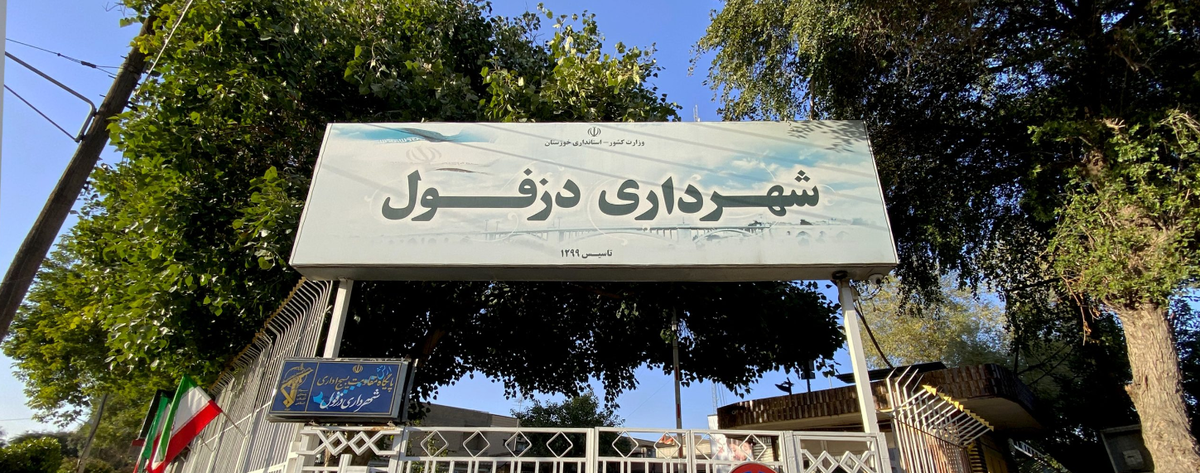 وزارت کشور - استانداری خوزستان
شهرداری دزفول
تاسیس ۱۲۹۹
پایگاه مقاومت بسیج اداری
شهرداری دزفول